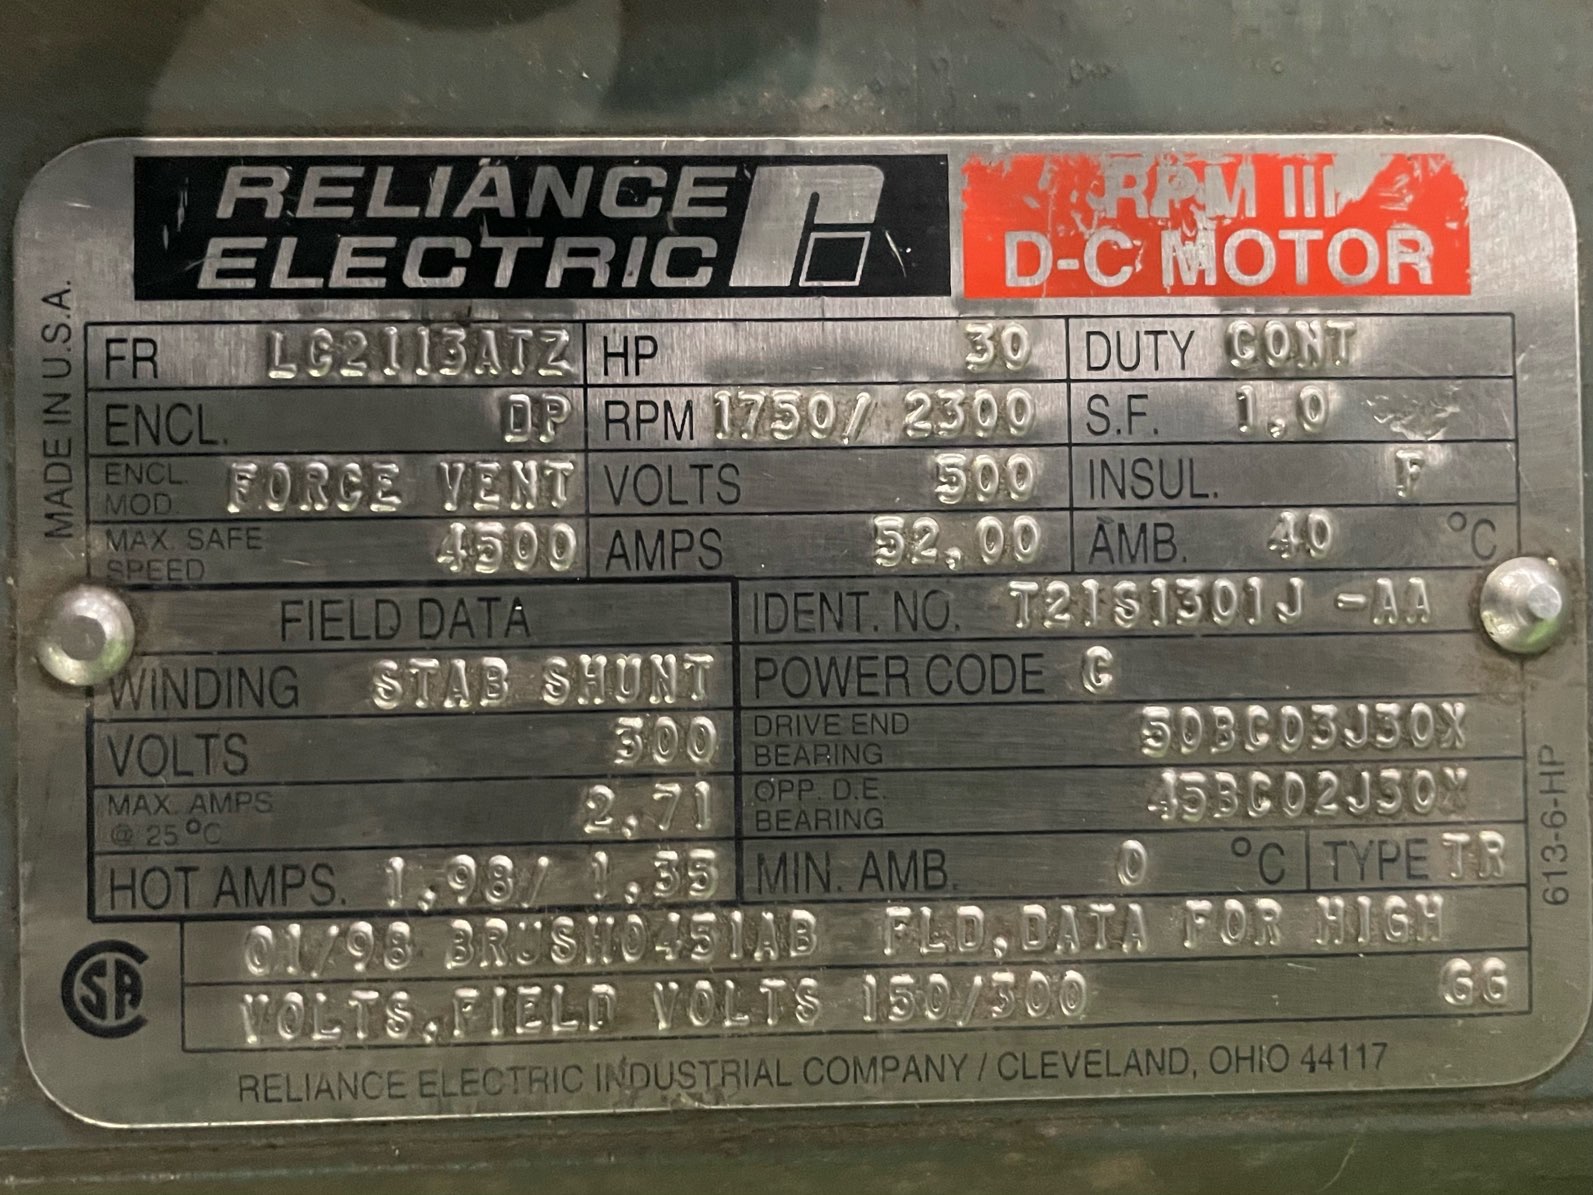 RELIANCE ELECTRIC
RPM III
D-C MOTOR
MADE IN U.S.A.
FR LC2113ATZ HP 30 DUTY CONT
ENCL. DP RPM 1750/ 2300 S.F. 1.0
ENCL. MOD. FORCE VENT VOLTS 500 INSUL. F
MAX. SAFE SPEED 4500 AMPS 52.00 AMB. 40 °C
FIELD DATA IDENT. NO. T21S1301J -AA
WINDING STAB SHUNT POWER CODE C
VOLTS 300 DRIVE END BEARING 50BC03J30X
MAX. AMPS @ 25°C 2.71 OPP. D.E. BEARING 45BC02J30X
HOT AMPS. 1.98/ 1.35 MIN. AMB. 0 °C TYPE TR
01/98 BRUSH0451AB FLD.DATA FOR HIGH
VOLTS.FIELD VOLTS 150/300 GG
RELIANCE ELECTRIC INDUSTRIAL COMPANY / CLEVELAND, OHIO 44117
613-6-HP
CSA